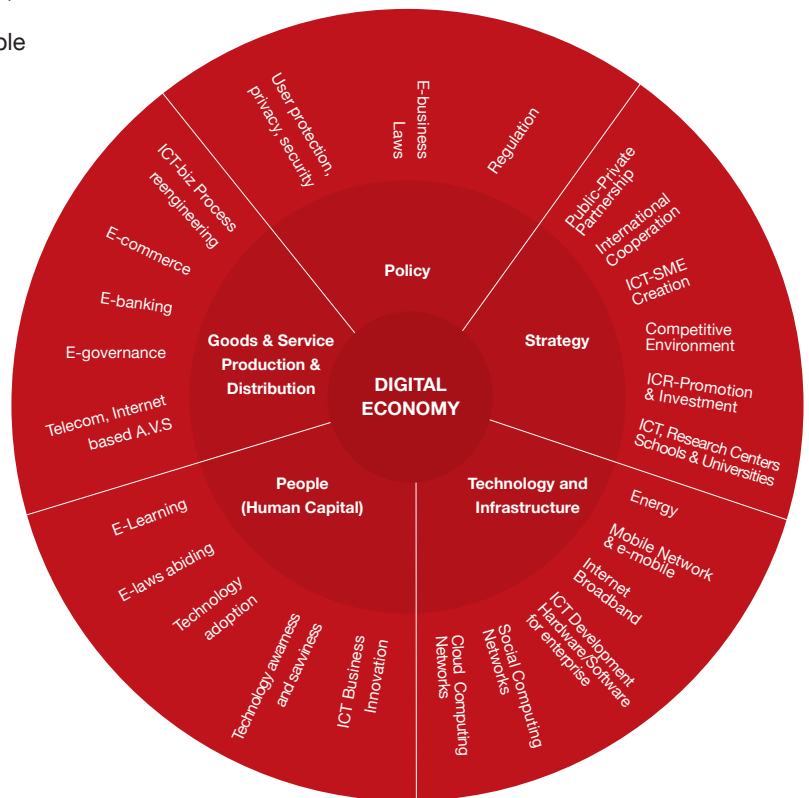 ble
User protection,
privacy, security
E-business
Laws
Regulation
Policy
Public-Private
Partnership
International
Cooperation
ICT-SME
Creation
Competitive
Environment
ICR-Promotion
& Investment
ICT, Research Centers
Schools & Universities
Strategy
Energy
Mobile Network
& e-mobile
Internet
Broadband
ICT Development
Hardware/Software
for enterprise
Social Computing
Networks
Cloud Computing
Networks
Technology and
Infrastructure
ICT Business
Innovation
Technology awarness
and savviness
Technology
adoption
E-laws abiding
E-Learning
People
(Human Capital)
Telecom, Internet
based A.V.S
E-governance
E-banking
E-commerce
ICT-biz Process
reengineering
Goods & Service
Production &
Distribution
DIGITAL
ECONOMY